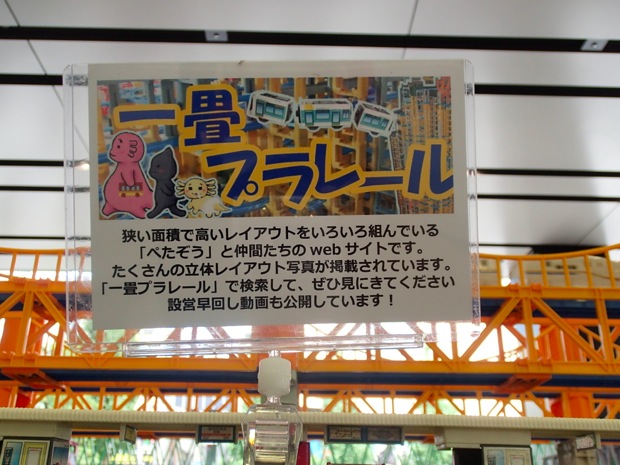 一畳
プラレール
狭い面積で高いレイアウトをいろいろ組んでいる
「ぺたぞう」と仲間たちの webサイトです。
たくさんの立体レイアウト写真が掲載されています。
「一畳プラレール」で検索して、ぜひ見にきてください
設営早回し動画も公開しています！